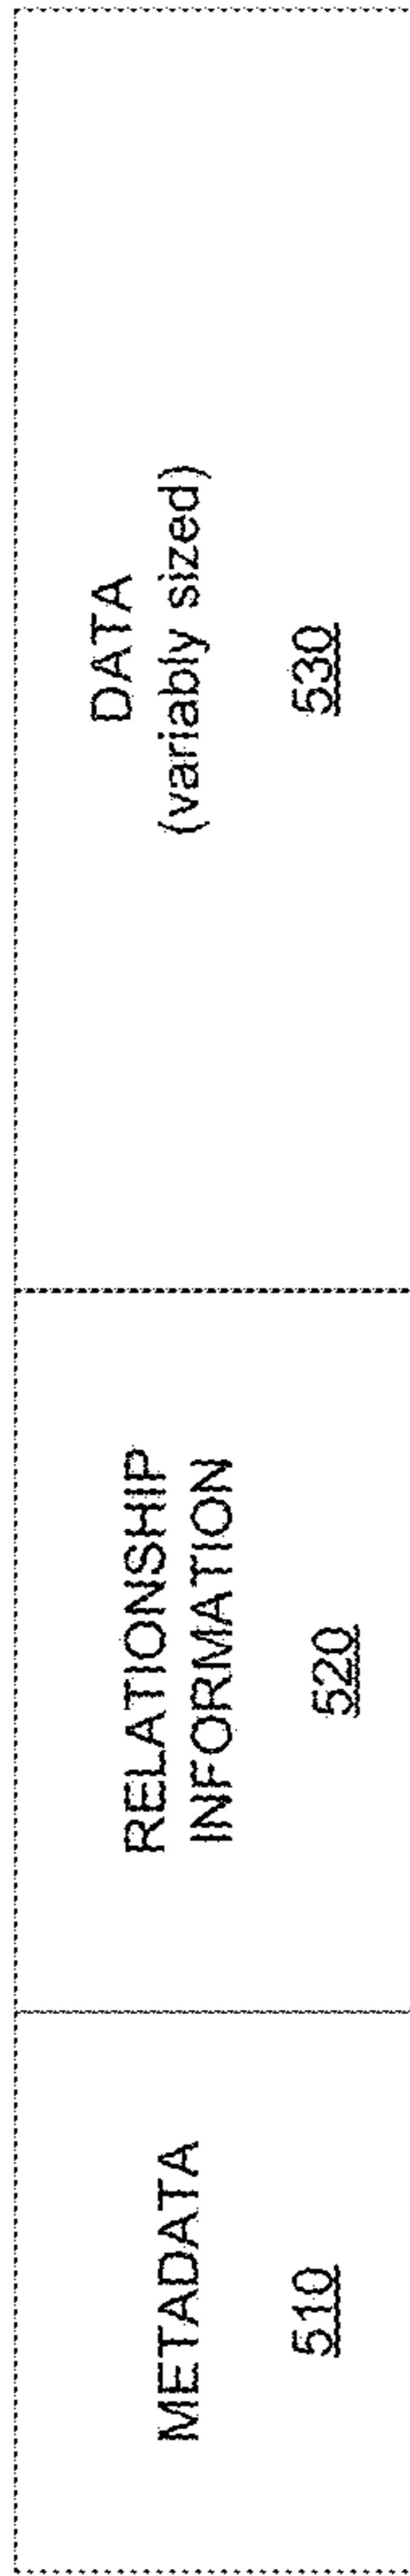 METADATA
510
RELATIONSHIP
INFORMATION
520
DATA
(variably sized)
530